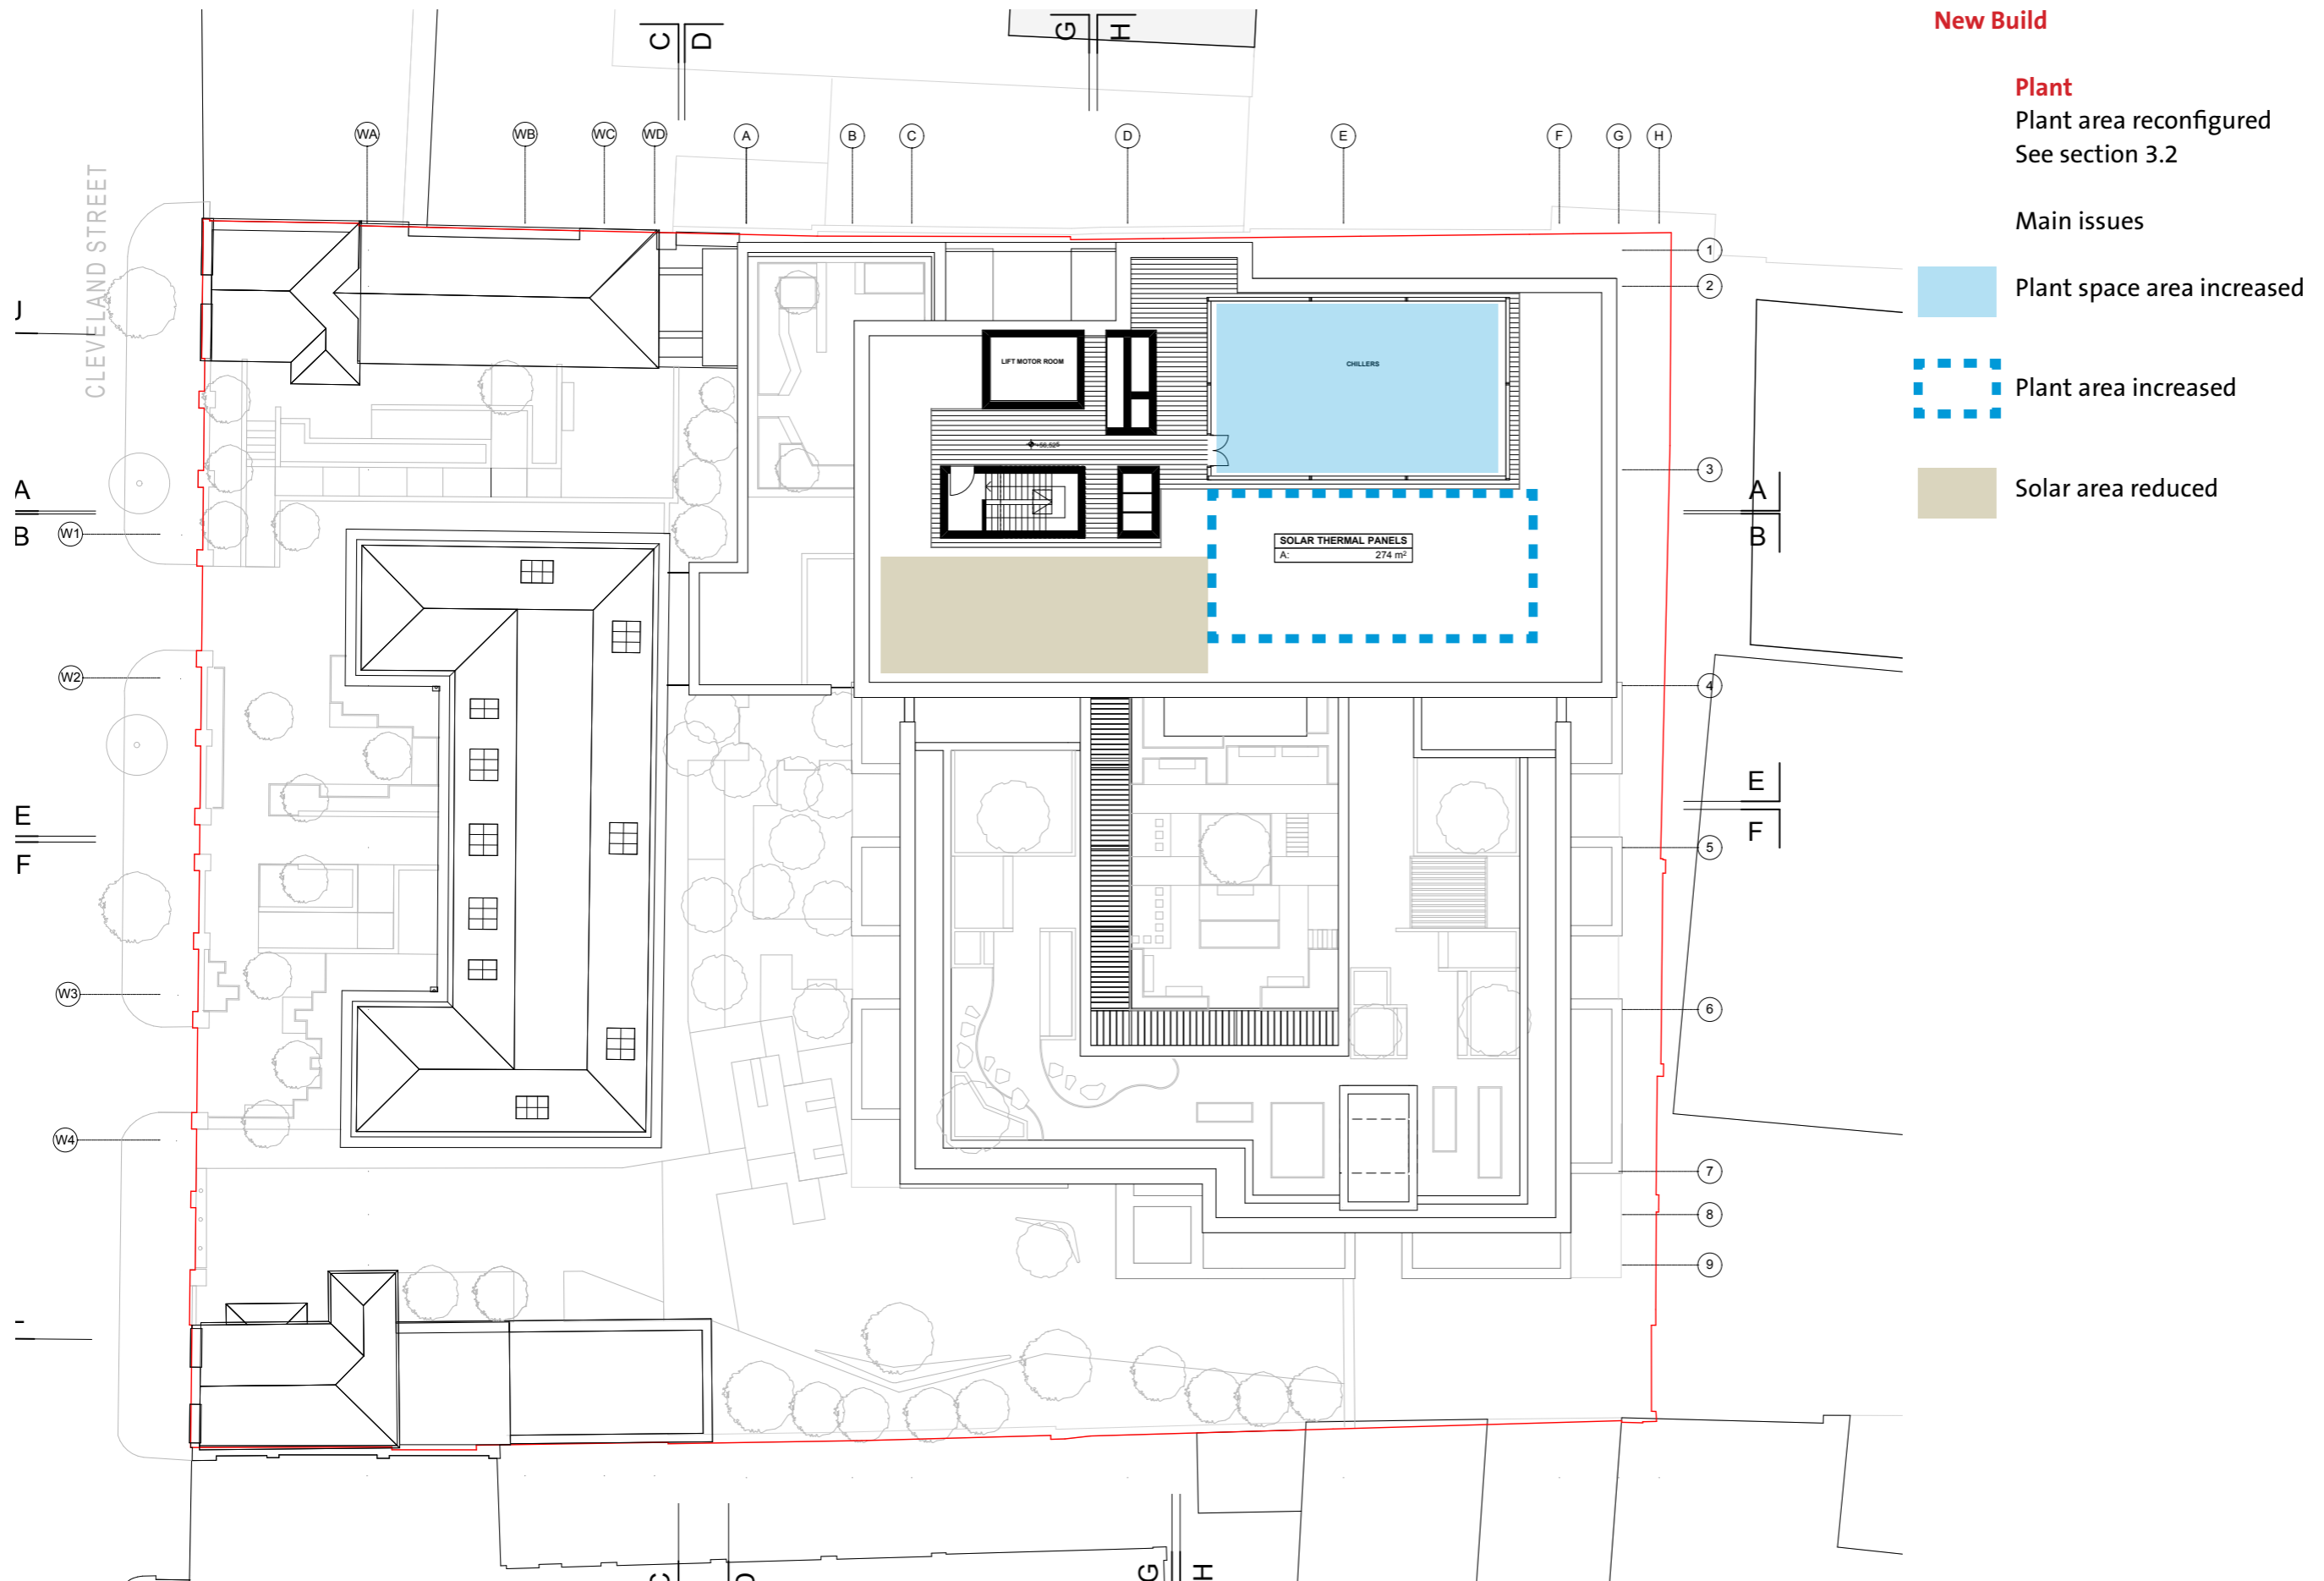 New Build
Plant
Plant area reconfigured
See section 3.2
Main issues
Plant space area increased
Plant area increased
Solar area reduced
C D
G H
WA WB WC WD A B C D E F G H
CLEVELAND STREET
1
2
3
4
5
6
7
8
9
J
A
B
W1
W2
E
F
W3
W4
A
B
E
F
LIFT MOTOR ROOM
CHILLERS
SOLAR THERMAL PANELS
A: 274 m²
G H